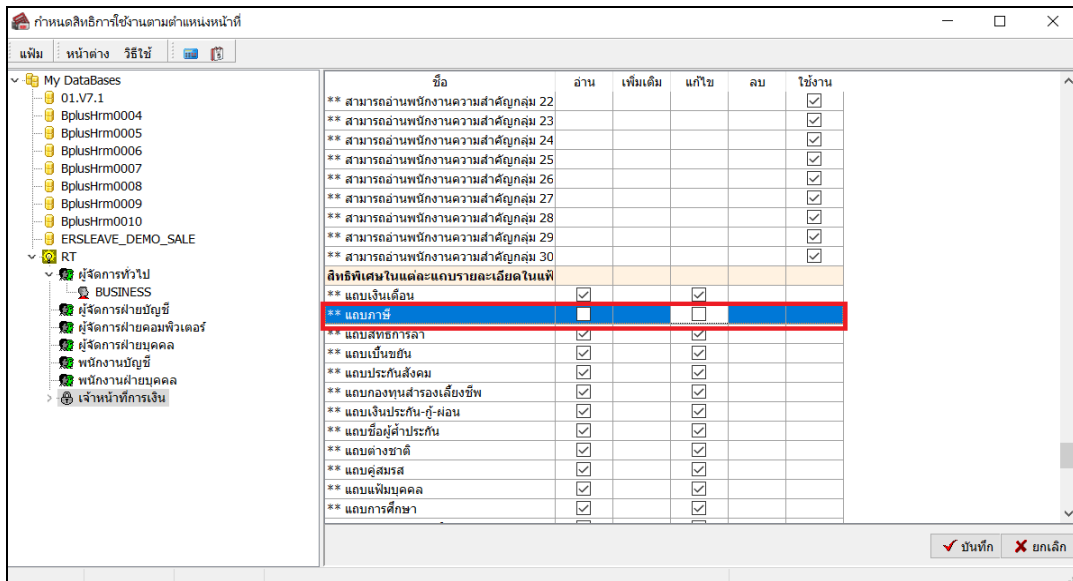 กำหนดสิทธิการใช้งานตามตำแหน่งหน้าที่
แฟ้ม หน้าต่าง วิธีใช้
My DataBases
01.V7.1
BplusHrm0004
BplusHrm0005
BplusHrm0006
BplusHrm0007
BplusHrm0008
BplusHrm0009
BplusHrm0010
ERSLEAVE_DEMO_SALE
RT
ผู้จัดการทั่วไป
BUSINESS
ผู้จัดการฝ่ายบัญชี
ผู้จัดการฝ่ายคอมพิวเตอร์
ผู้จัดการฝ่ายบุคคล
พนักงานบัญชี
พนักงานฝ่ายบุคคล
เจ้าหน้าที่การเงิน
ชื่อ อ่าน เพิ่มเติม แก้ไข ลบ ใช้งาน
** สามารถอ่านพนักงานความสำคัญกลุ่ม 22
** สามารถอ่านพนักงานความสำคัญกลุ่ม 23
** สามารถอ่านพนักงานความสำคัญกลุ่ม 24
** สามารถอ่านพนักงานความสำคัญกลุ่ม 25
** สามารถอ่านพนักงานความสำคัญกลุ่ม 26
** สามารถอ่านพนักงานความสำคัญกลุ่ม 27
** สามารถอ่านพนักงานความสำคัญกลุ่ม 28
** สามารถอ่านพนักงานความสำคัญกลุ่ม 29
** สามารถอ่านพนักงานความสำคัญกลุ่ม 30
สิทธิพิเศษในแต่ละแถบรายละเอียดในแฟ้
** แถบเงินเดือน
** แถบภาษี
** แถบสิทธิการลา
** แถบเบี้ยขยัน
** แถบประกันสังคม
** แถบกองทุนสำรองเลี้ยงชีพ
** แถบเงินประกัน-กู้-ผ่อน
** แถบชื่อผู้ค้ำประกัน
** แถบต่างชาติ
** แถบคู่สมรส
** แถบแฟ้มบุคคล
** แถบการศึกษา
บันทึก ยกเลิก